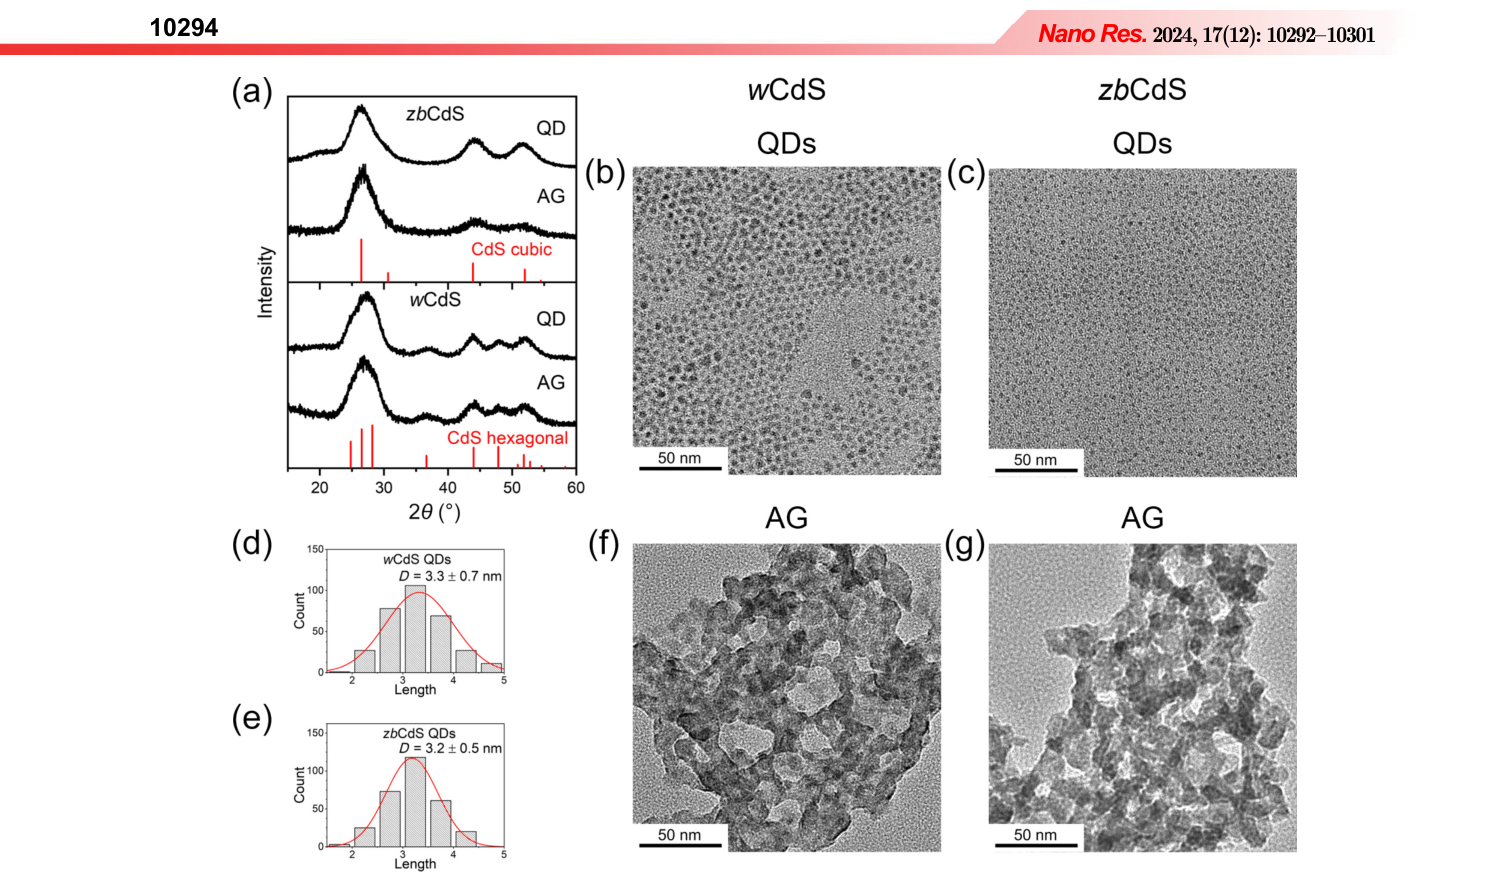 10294
Nano Res. 2024, 17(12): 10292–10301
(a)
zbCdS
QD
AG
CdS cubic
wCdS
QD
AG
CdS hexagonal
Intensity
20 30 40 50 60
2θ (°)
wCdS
QDs
(b)
50 nm
zbCdS
QDs
(c)
50 nm
(d)
wCdS QDs
D = 3.3 ± 0.7 nm
150
100
50
0
Count
2 3 4 5
Length
(e)
zbCdS QDs
D = 3.2 ± 0.5 nm
150
100
50
0
Count
2 3 4 5
Length
AG
(f)
50 nm
AG
(g)
50 nm